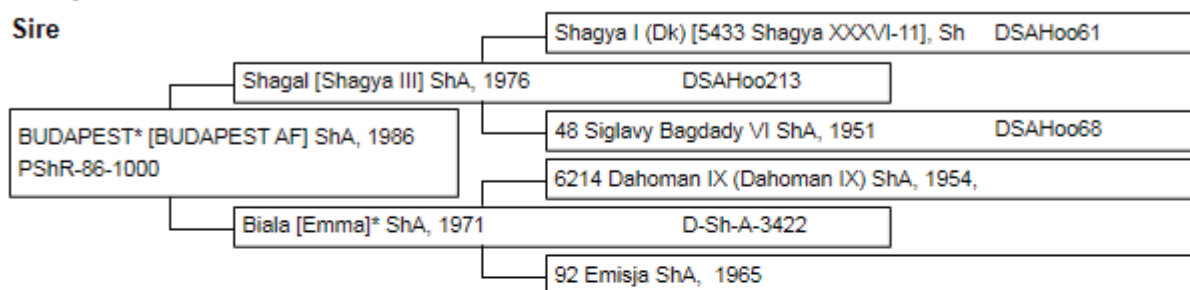 Sire
Shagya I (Dk) [5433 Shagya XXXVI-11], Sh DSAHoo61
Shagal [Shagya III] ShA, 1976 DSAHoo213
BUDAPEST* [BUDAPEST AF] ShA, 1986
PShR-86-1000
48 Siglavy Bagdady VI ShA, 1951 DSAHoo68
6214 Dahoman IX (Dahoman IX) ShA, 1954,
Biala [Emma]* ShA, 1971 D-Sh-A-3422
92 Emisja ShA, 1965